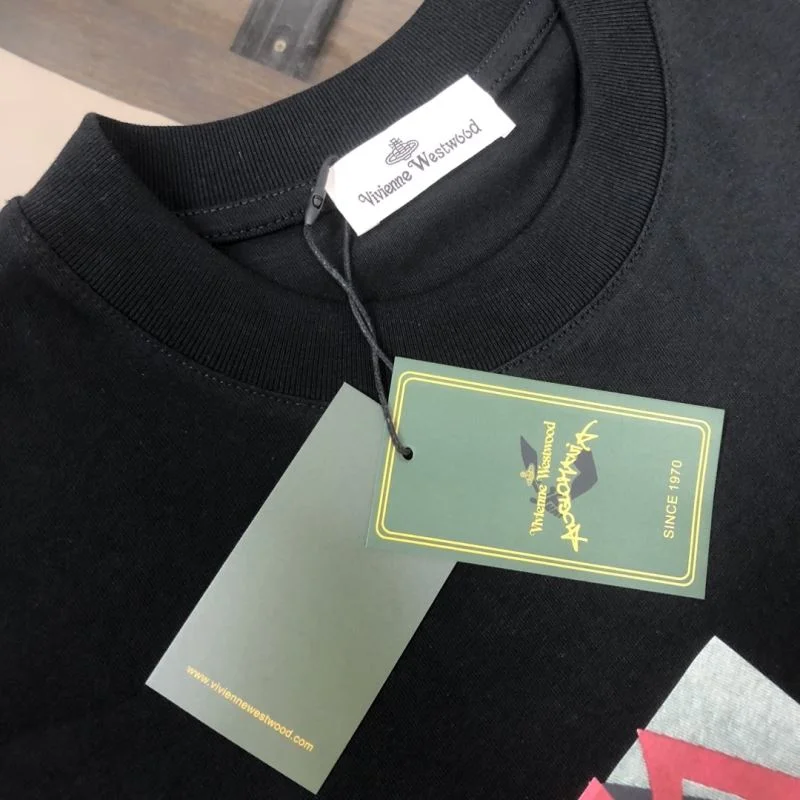 Vivienne Westwood
Vivienne Westwood
SINCE 1970
www.viviennewestwood.com